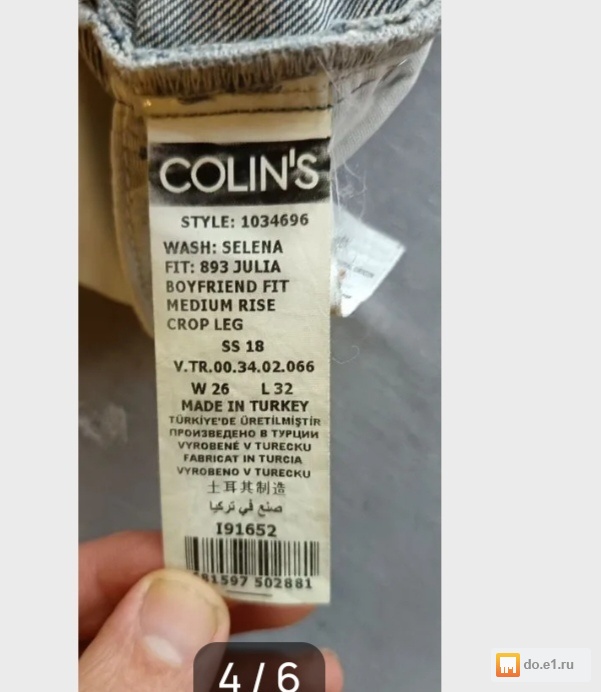 COLIN'S
STYLE: 1034696
WASH: SELENA
FIT: 893 JULIA
BOYFRIEND FIT
MEDIUM RISE
CROP LEG
SS 18
V.TR.00.34.02.066
W 26 L 32
MADE IN TURKEY
TÜRKİYE'DE ÜRETİLMİŞTİR
ПРОИЗВЕДЕНО В ТУРЦИИ
VYROBENÉ V TURECKU
FABRICAT IN TURCIA
VYROBENO V TURECKU
土耳其制造
صنع في تركيا
I91652
81597 502881
4 / 6
do.e1.ru